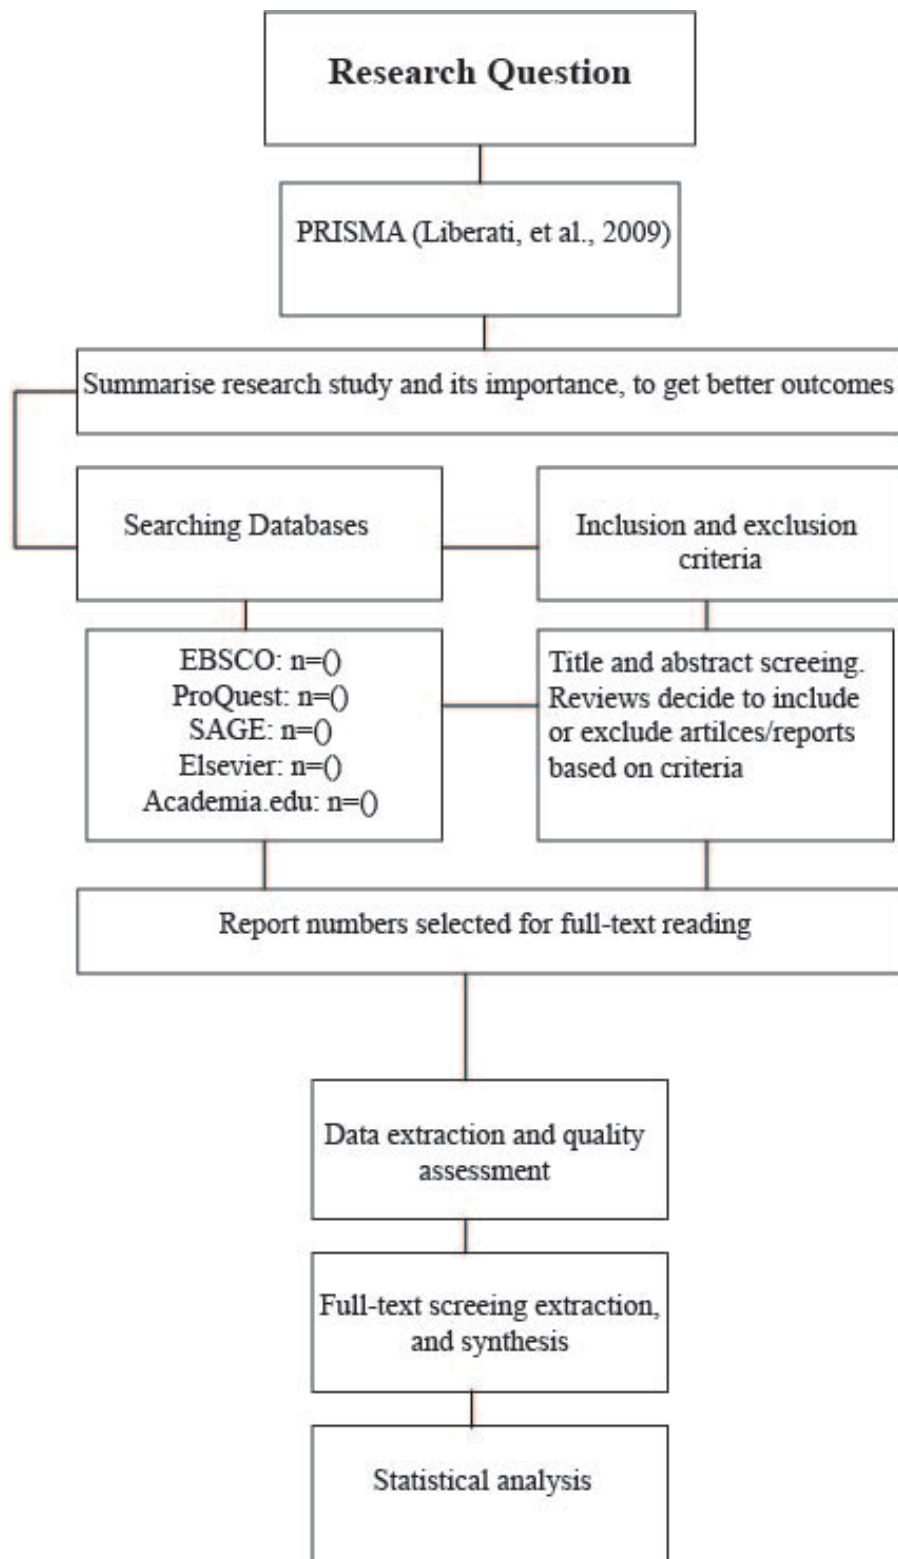 Research Question
PRISMA (Liberati, et al., 2009)
Summarise research study and its importance, to get better outcomes
Searching Databases
Inclusion and exclusion
criteria
EBSCO: n=()
ProQuest: n=()
SAGE: n=()
Elsevier: n=()
Academia.edu: n=()
Title and abstract screeing.
Reviews decide to include
or exclude artilces/reports
based on criteria
Report numbers selected for full-text reading
Data extraction and quality
assessment
Full-text screeing extraction,
and synthesis
Statistical analysis